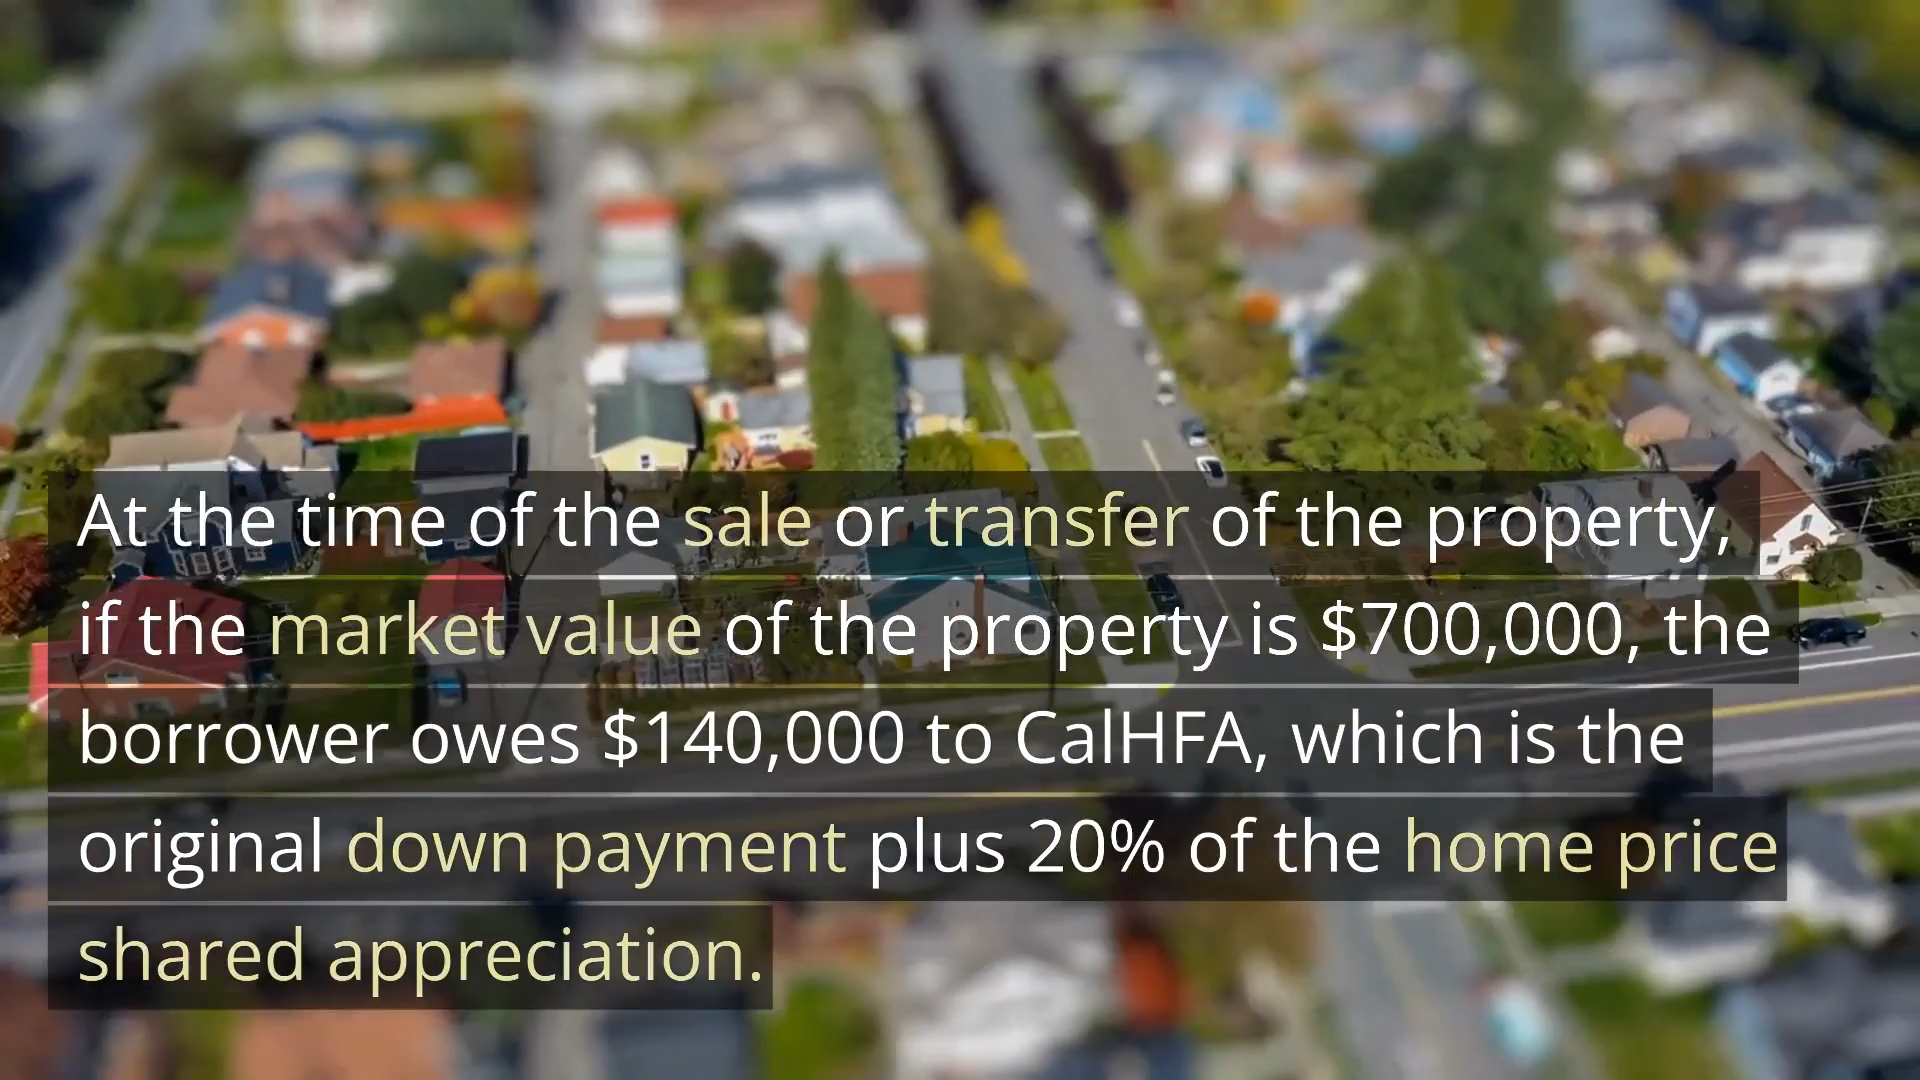 At the time of the sale or transfer of the property,
if the market value of the property is $700,000, the
borrower owes $140,000 to CalHFA, which is the
original down payment plus 20% of the home price
shared appreciation.